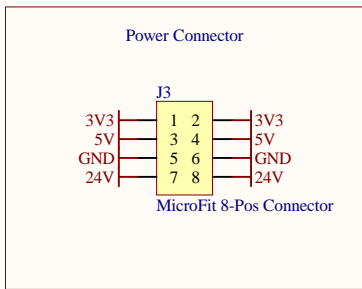 Power Connector
J3
3V3 1 2 3V3
5V 3 4 5V
GND 5 6 GND
24V 7 8 24V
MicroFit 8-Pos Connector